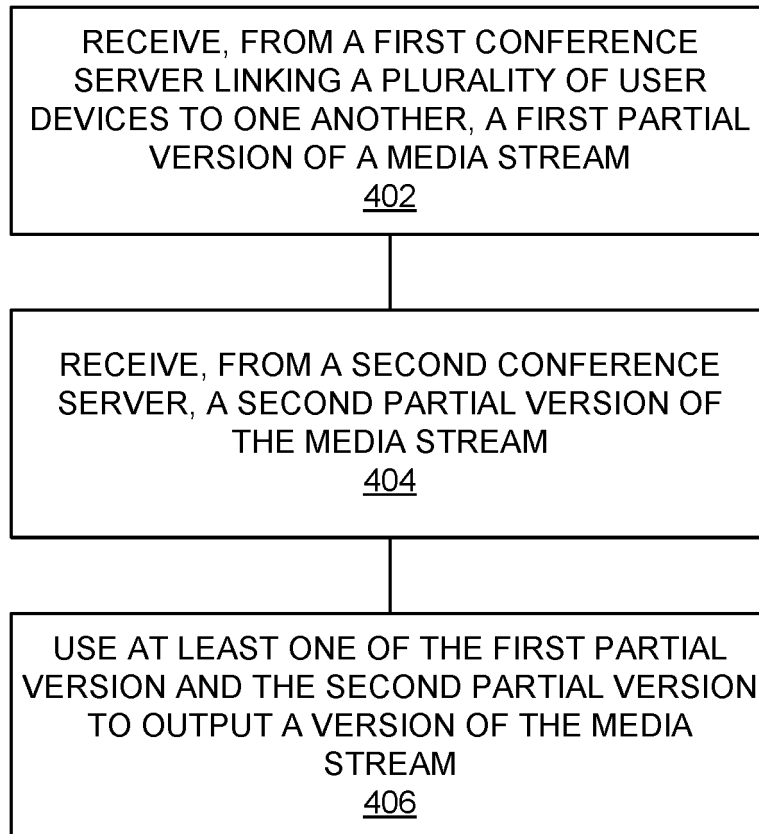 RECEIVE, FROM A FIRST CONFERENCE
SERVER LINKING A PLURALITY OF USER
DEVICES TO ONE ANOTHER, A FIRST PARTIAL
VERSION OF A MEDIA STREAM
402
RECEIVE, FROM A SECOND CONFERENCE
SERVER, A SECOND PARTIAL VERSION OF
THE MEDIA STREAM
404
USE AT LEAST ONE OF THE FIRST PARTIAL
VERSION AND THE SECOND PARTIAL VERSION
TO OUTPUT A VERSION OF THE MEDIA
STREAM
406